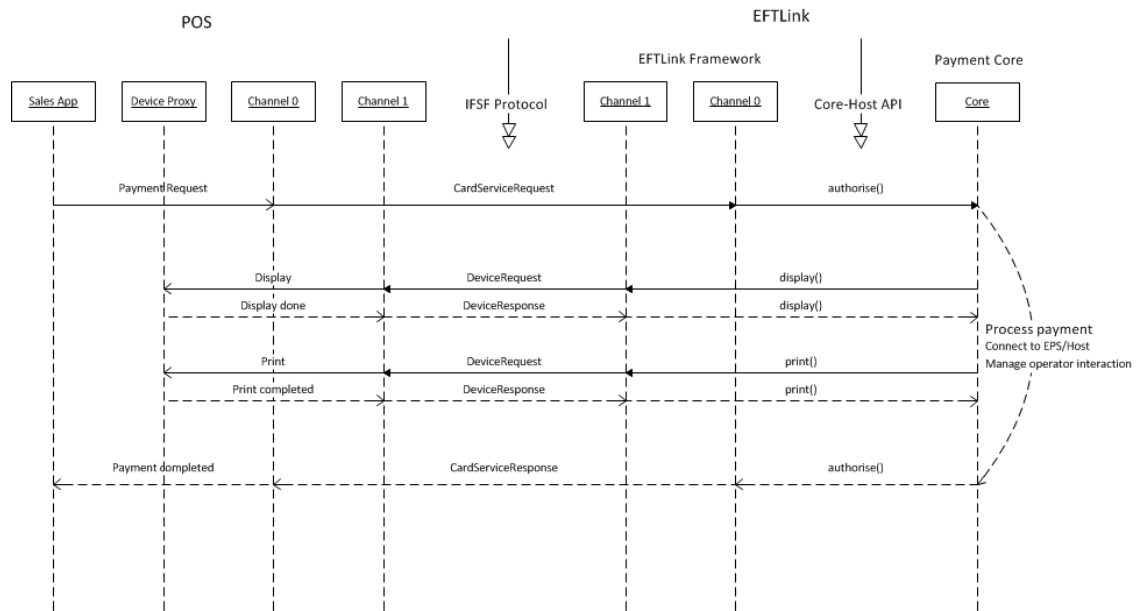 POS
EFTLink
EFTLink Framework
Payment Core
Sales App
Device Proxy
Channel 0
Channel 1
IFSF Protocol
Channel 1
Channel 0
Core-Host API
Core
Payment Request
CardServiceRequest
authorise()
Display
DeviceRequest
display()
Display done
DeviceResponse
display()
Process payment
Connect to EPS/Host
Manage operator interaction
Print
DeviceRequest
print()
Print completed
DeviceResponse
print()
Payment completed
CardServiceResponse
authorise()